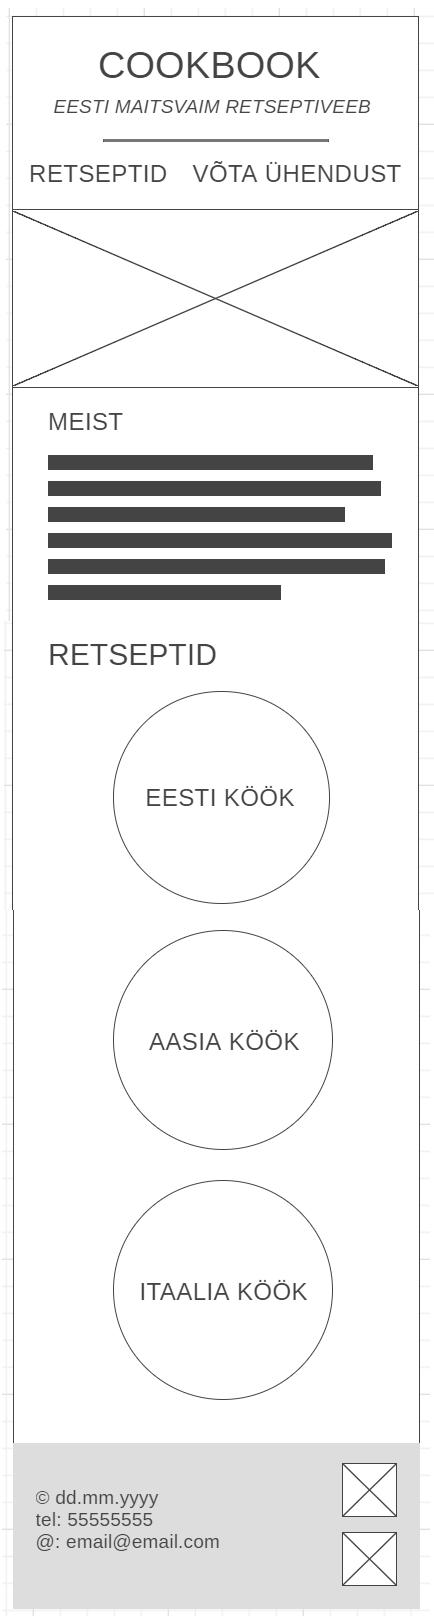 COOKBOOK
EESTI MAITSVAIM RETSEPTIVEEB
RETSEPTID VÕTA ÜHENDUST
MEIST
RETSEPTID
EESTI KÖÖK
AASIA KÖÖK
ITAALIA KÖÖK
© dd.mm.yyyy
tel: 55555555
@: email@email.com